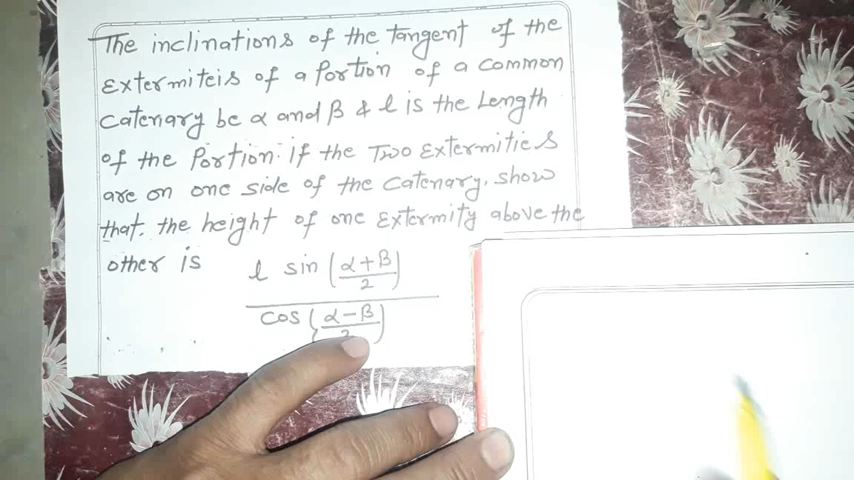 The inclinations of the tangent of the
Extermiteis of a Portion of a common
Catenary be α and β & l is the Length
of the Portion. if the Two Extermities
are on one side of the Catenary, show
that. the height of one Extermity above the
other is l sin (α+β/2)
cos (α-β/2)